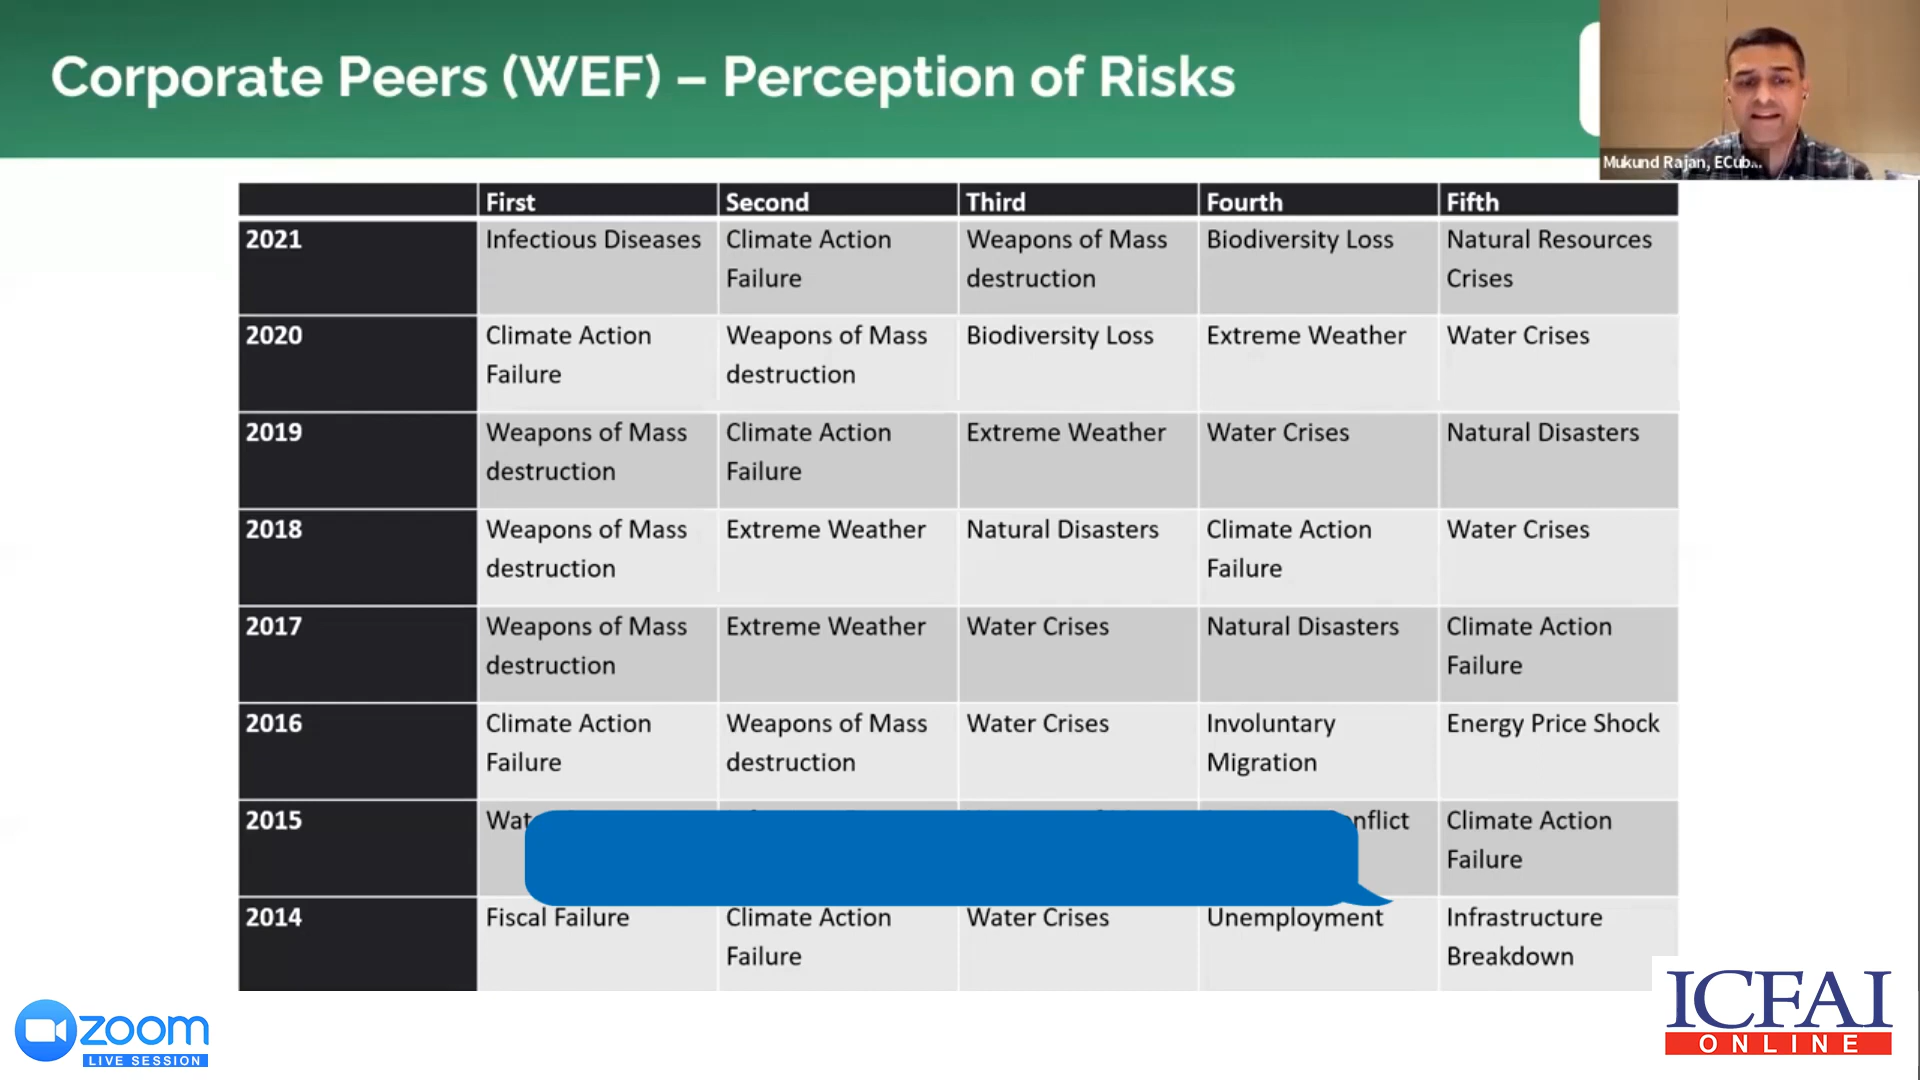 Corporate Peers (WEF) – Perception of Risks
Mukund Rajan, ECub...
First Second Third Fourth Fifth
2021 Infectious Diseases Climate Action Failure Weapons of Mass destruction Biodiversity Loss Natural Resources Crises
2020 Climate Action Failure Weapons of Mass destruction Biodiversity Loss Extreme Weather Water Crises
2019 Weapons of Mass destruction Climate Action Failure Extreme Weather Water Crises Natural Disasters
2018 Weapons of Mass destruction Extreme Weather Natural Disasters Climate Action Failure Water Crises
2017 Weapons of Mass destruction Extreme Weather Water Crises Natural Disasters Climate Action Failure
2016 Climate Action Failure Weapons of Mass destruction Water Crises Involuntary Migration Energy Price Shock
2015 Climate Action Failure
2014 Fiscal Failure Climate Action Failure Water Crises Unemployment Infrastructure Breakdown
zoom
LIVE SESSION
ICFAI
ONLINE